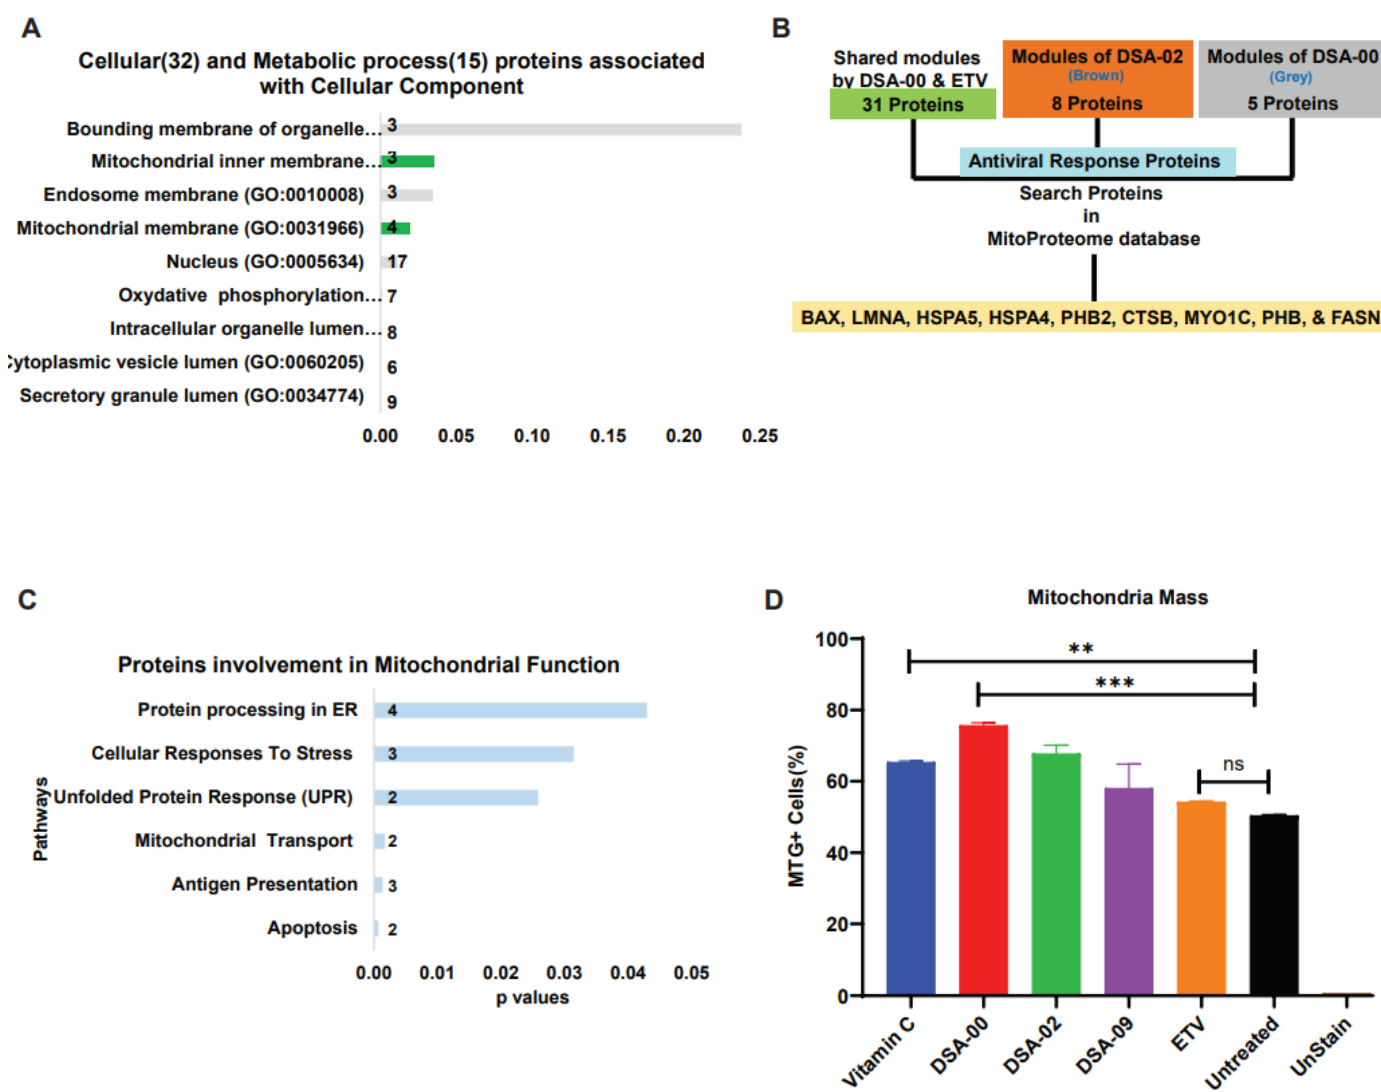 A
Cellular(32) and Metabolic process(15) proteins associated
with Cellular Component
Bounding membrane of organelle... 3
Mitochondrial inner membrane... 3
Endosome membrane (GO:0010008) 3
Mitochondrial membrane (GO:0031966) 4
Nucleus (GO:0005634) 17
Oxydative phosphorylation... 7
Intracellular organelle lumen... 8
Cytoplasmic vesicle lumen (GO:0060205) 6
Secretory granule lumen (GO:0034774) 9
0.00 0.05 0.10 0.15 0.20 0.25
B
Shared modules
by DSA-00 & ETV
31 Proteins
Modules of DSA-02
(Brown)
8 Proteins
Modules of DSA-00
(Grey)
5 Proteins
Antiviral Response Proteins
Search Proteins
in
MitoProteome database
BAX, LMNA, HSPA5, HSPA4, PHB2, CTSB, MYO1C, PHB, & FASN
C
Proteins involvement in Mitochondrial Function
Pathways
Protein processing in ER 4
Cellular Responses To Stress 3
Unfolded Protein Response (UPR) 2
Mitochondrial Transport 2
Antigen Presentation 3
Apoptosis 2
0.00 0.01 0.02 0.03 0.04 0.05
p values
D
Mitochondria Mass
MTG+ Cells(%)
100
80
60
40
20
0
**
***
ns
Vitamin C
DSA-00
DSA-02
DSA-09
ETV
Untreated
UnStain